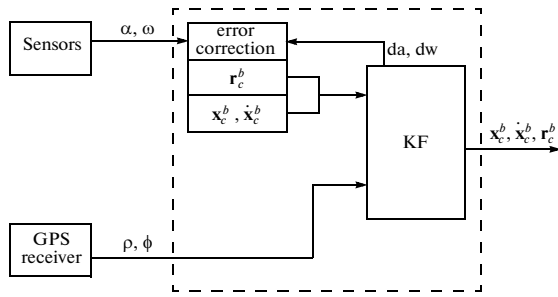 Sensors
α, ω
error
correction
r_c^b
x_c^b , ẋ_c^b
da, dw
KF
x_c^b, ẋ_c^b, r_c^b
GPS
receiver
ρ, ϕ